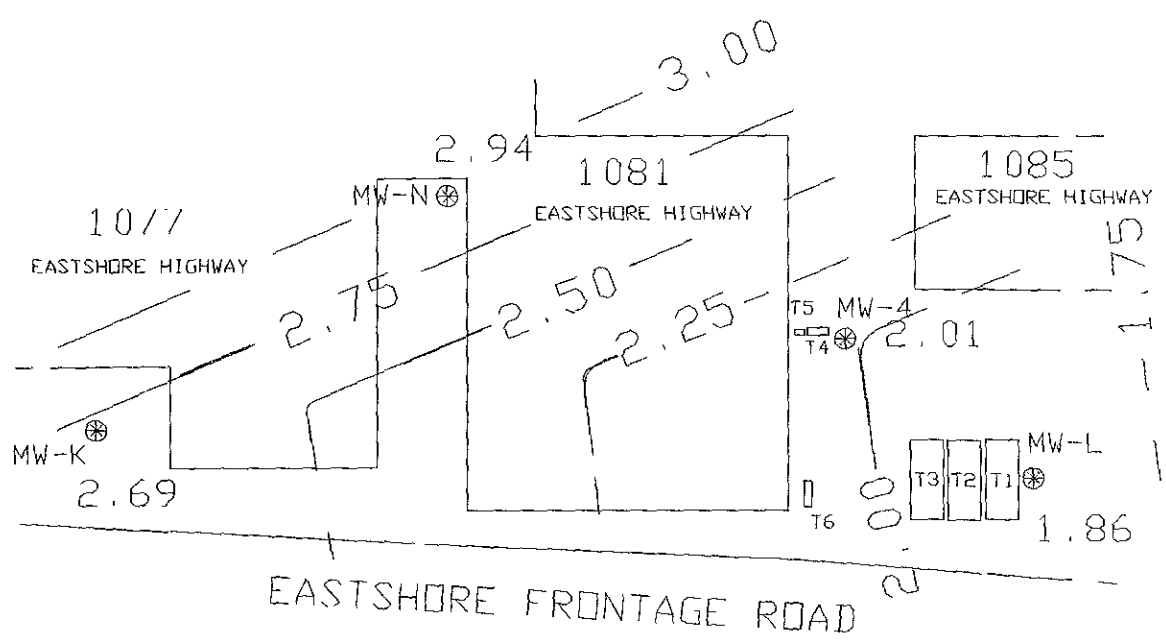 3.00
2.94
1081
EASTSHORE HIGHWAY
1085
EASTSHORE HIGHWAY
MW-N
1077
EASTSHORE HIGHWAY
2.75
2.50
2.25
T5
T4
MW-4
2.01
1.75
MW-K
2.69
MW-L
T3
T2
T1
T6
1.86
2.00
EASTSHORE FRONTAGE ROAD